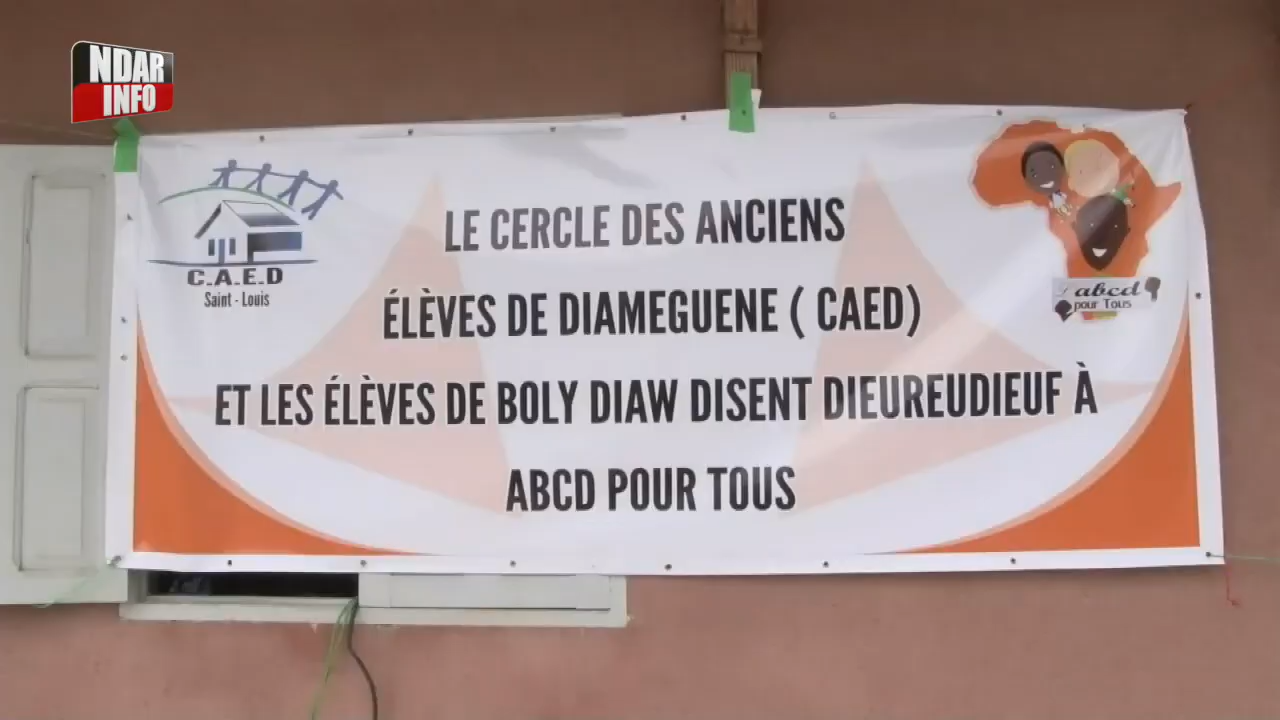 NDAR
INFO
C.A.E.D
Saint - Louis
LE CERCLE DES ANCIENS
ÉLÈVES DE DIAMEGUENE ( CAED)
ET LES ÉLÈVES DE BOLY DIAW DISENT DIEUREUDIEUF À
ABCD POUR TOUS
L'abcd
pour Tous